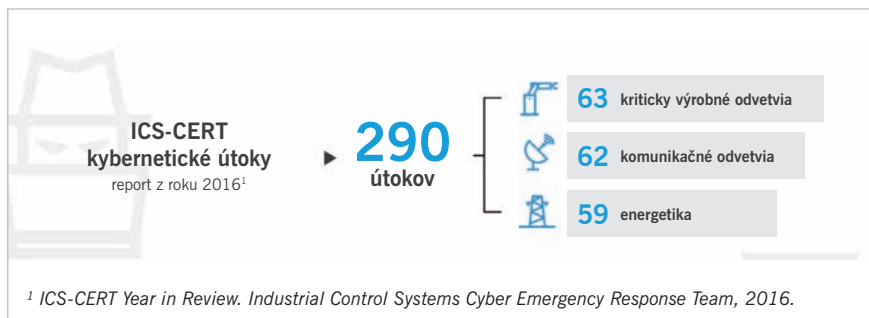 ICS-CERT
kybernetické útoky
report z roku 2016¹
290
útokov
63 kriticky výrobné odvetvia
62 komunikačné odvetvia
59 energetika
¹ ICS-CERT Year in Review. Industrial Control Systems Cyber Emergency Response Team, 2016.